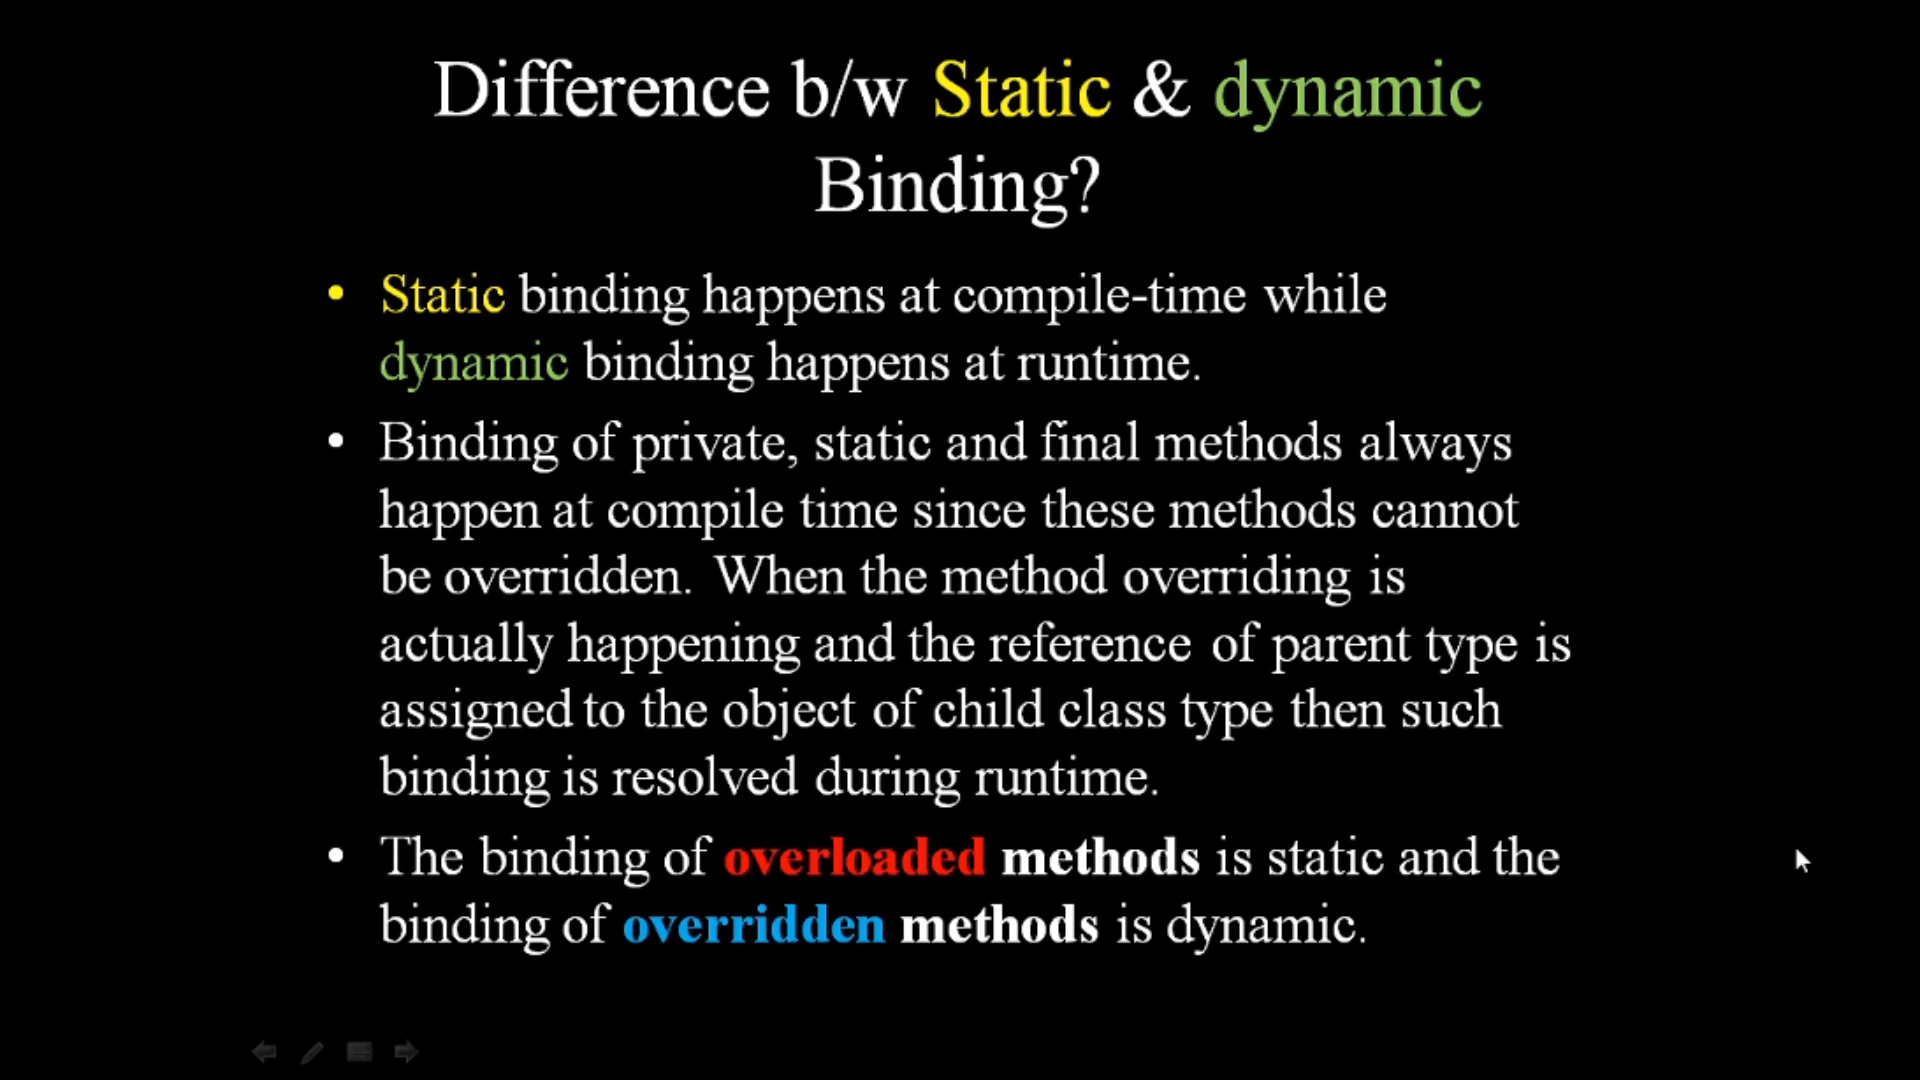 Difference b/w Static & dynamic
Binding?
• Static binding happens at compile-time while
dynamic binding happens at runtime.
• Binding of private, static and final methods always
happen at compile time since these methods cannot
be overridden. When the method overriding is
actually happening and the reference of parent type is
assigned to the object of child class type then such
binding is resolved during runtime.
• The binding of overloaded methods is static and the
binding of overridden methods is dynamic.